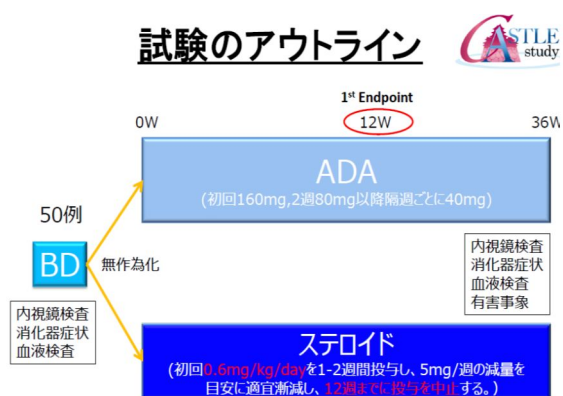 試験のアウトライン
CASTLE
study
1st Endpoint
0W
12W
36W
ADA
(初回160mg,2週80mg以降隔週ごとに40mg)
50例
BD
無作為化
内視鏡検査
消化器症状
血液検査
内視鏡検査
消化器症状
血液検査
有害事象
ステロイド
(初回0.6mg/kg/dayを1-2週間投与し、5mg/週の減量を
目安に適宜漸減し、12週までに投与を中止する。)